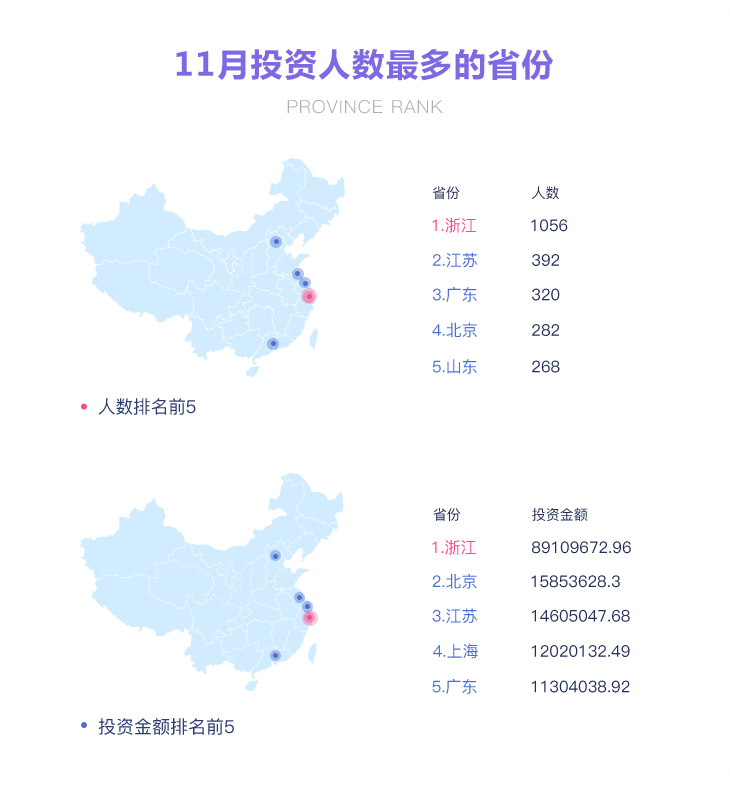 11月投资人数最多的省份
PROVINCE RANK
省份 人数
1.浙江 1056
2.江苏 392
3.广东 320
4.北京 282
5.山东 268
人数排名前5
省份 投资金额
1.浙江 89109672.96
2.北京 15853628.3
3.江苏 14605047.68
4.上海 12020132.49
5.广东 11304038.92
投资金额排名前5